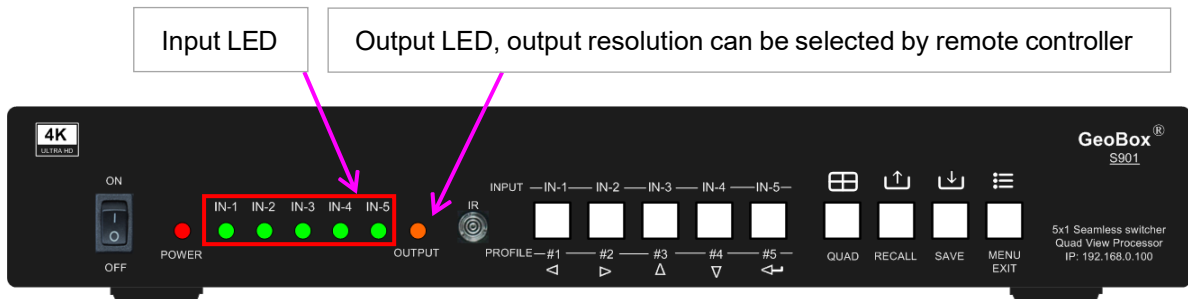 Input LED
Output LED, output resolution can be selected by remote controller
4K
ULTRA HD
GeoBox®
S901
ON
OFF
POWER
IN-1 IN-2 IN-3 IN-4 IN-5
OUTPUT
IR
INPUT IN-1 IN-2 IN-3 IN-4 IN-5
PROFILE #1 #2 #3 #4 #5
QUAD RECALL SAVE MENU
EXIT
5x1 Seamless switcher
Quad View Processor
IP: 192.168.0.100